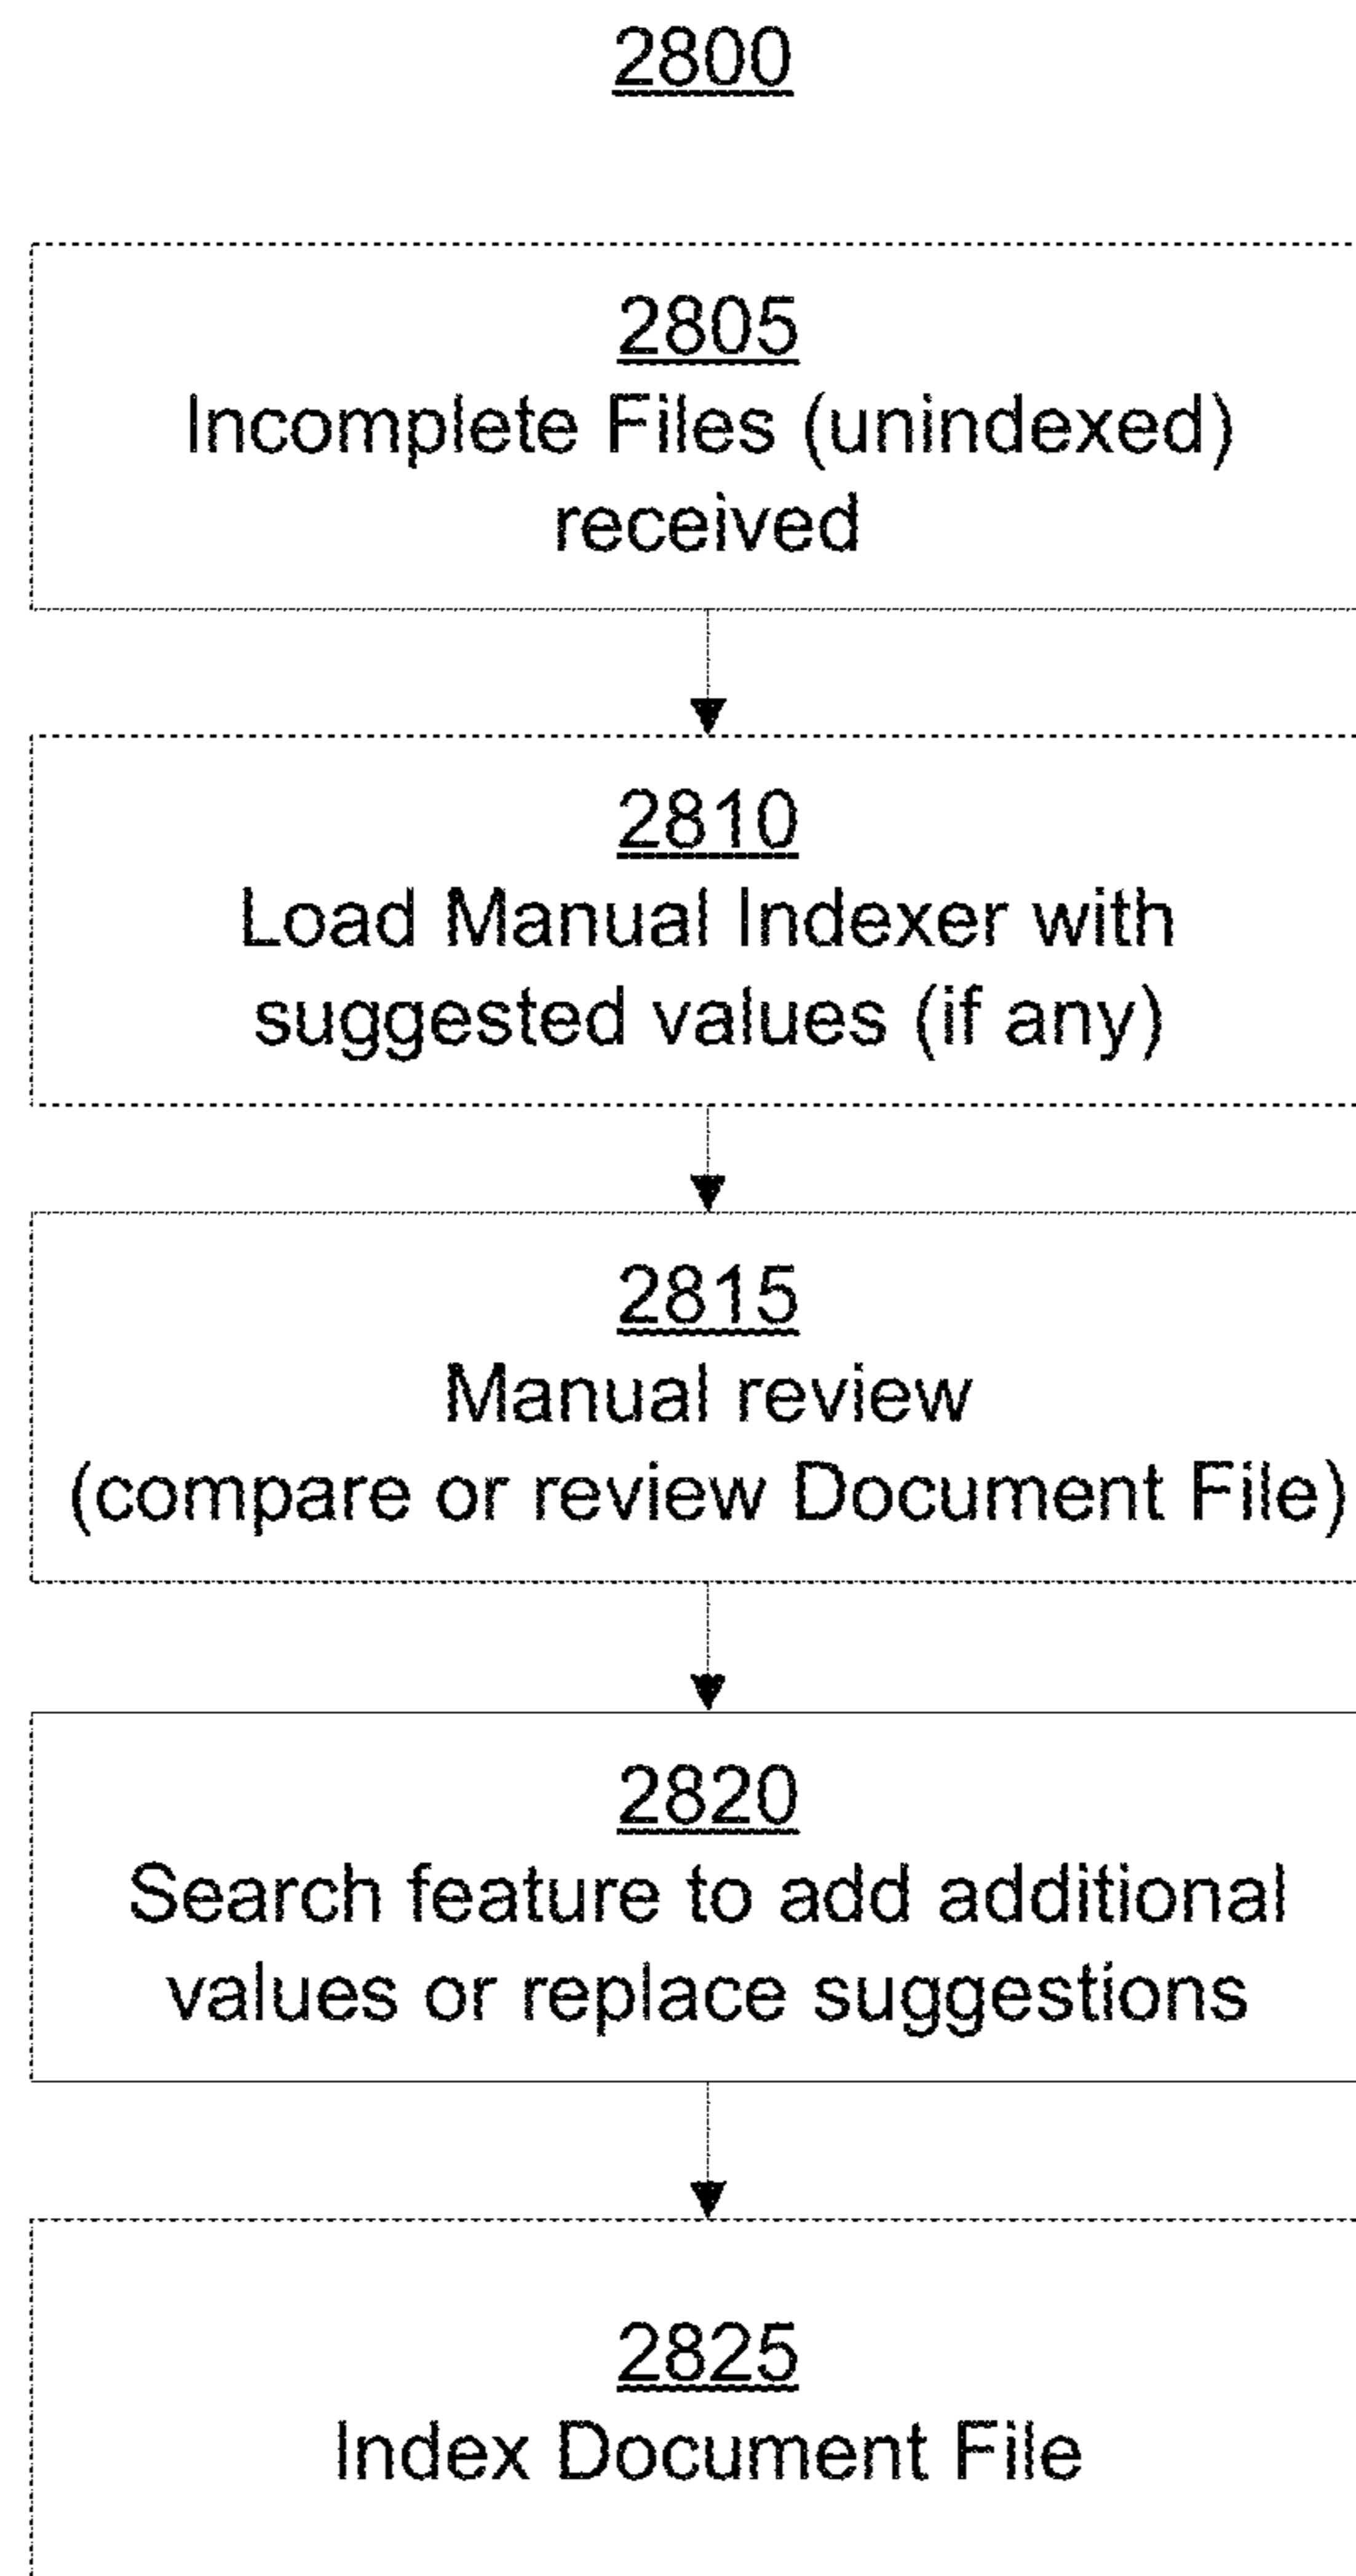 2800
2805
Incomplete Files (unindexed)
received
2810
Load Manual Indexer with
suggested values (if any)
2815
Manual review
(compare or review Document File)
2820
Search feature to add additional
values or replace suggestions
2825
Index Document File